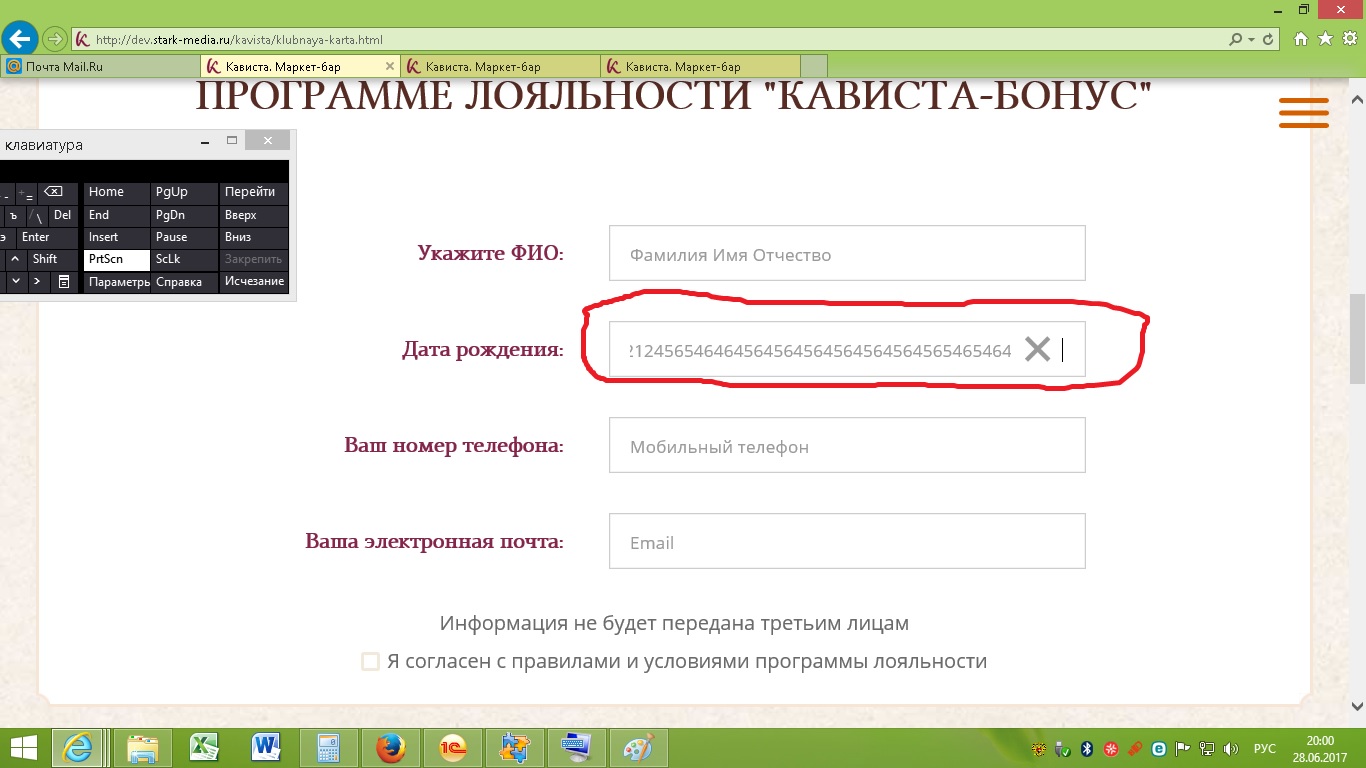 http://dev.stark-media.ru/kavista/klubnaya-karta.html
Почта Mail.Ru
Кависта. Маркет-бар
Кависта. Маркет-бар
Кависта. Маркет-бар
ПРОГРАММЕ ЛОЯЛЬНОСТИ "КАВИСТА-БОНУС"
клавиатура
Home PgUp Перейти
ъ / \ Del End PgDn Вверх
э Enter Insert Pause Вниз
Shift PrtScn ScLk Закрепить
Параметры Справка Исчезание
Укажите ФИО: Фамилия Имя Отчество
Дата рождения:
Ваш номер телефона: Мобильный телефон
Ваша электронная почта: Email
Информация не будет передана третьим лицам
Я согласен с правилами и условиями программы лояльности
РУС
20:00
28.06.2017